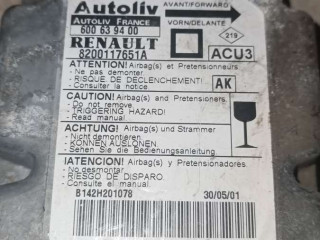 Autoliv
AVANT/FORWARD
AUTOLIV FRANCE
VORN/DELANTE
600 63 94 00
RENAULT
219
8200117651A
ACU3
ATTENTION! Airbag(s) et Pretensionneurs
- Ne pas demonter.
- RISQUE DE DECLENCHEMENT!
- Consulter la notice
AK
CAUTION! Airbag(s) and Pretensioners
- Do not remove
- TRIGGERING HAZARD!
- Read manual
ACHTUNG! Airbag(s) und Strammer
- Nicht demontieren.
- KÖNNEN AUSLÖSEN.
- Sehen Sie die Bedienungsanleitung.
!ATENCION! Airbag(s) y Pretensionadores.
- No desmontar
- RIESGO DE DISPARO.
- Consulte el manual
8142H201078
30/05/01